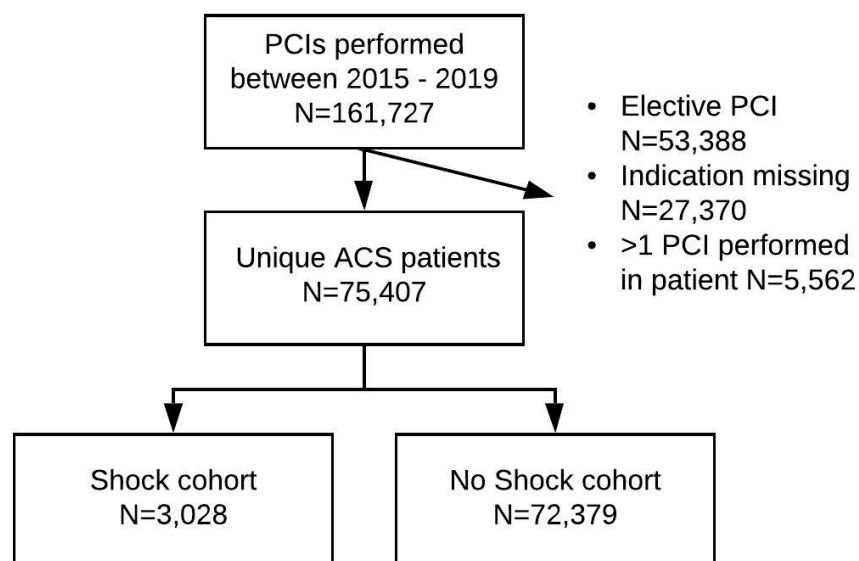 PCIs performed
between 2015 - 2019
N=161,727
• Elective PCI
N=53,388
• Indication missing
N=27,370
• >1 PCI performed
in patient N=5,562
Unique ACS patients
N=75,407
Shock cohort
N=3,028
No Shock cohort
N=72,379